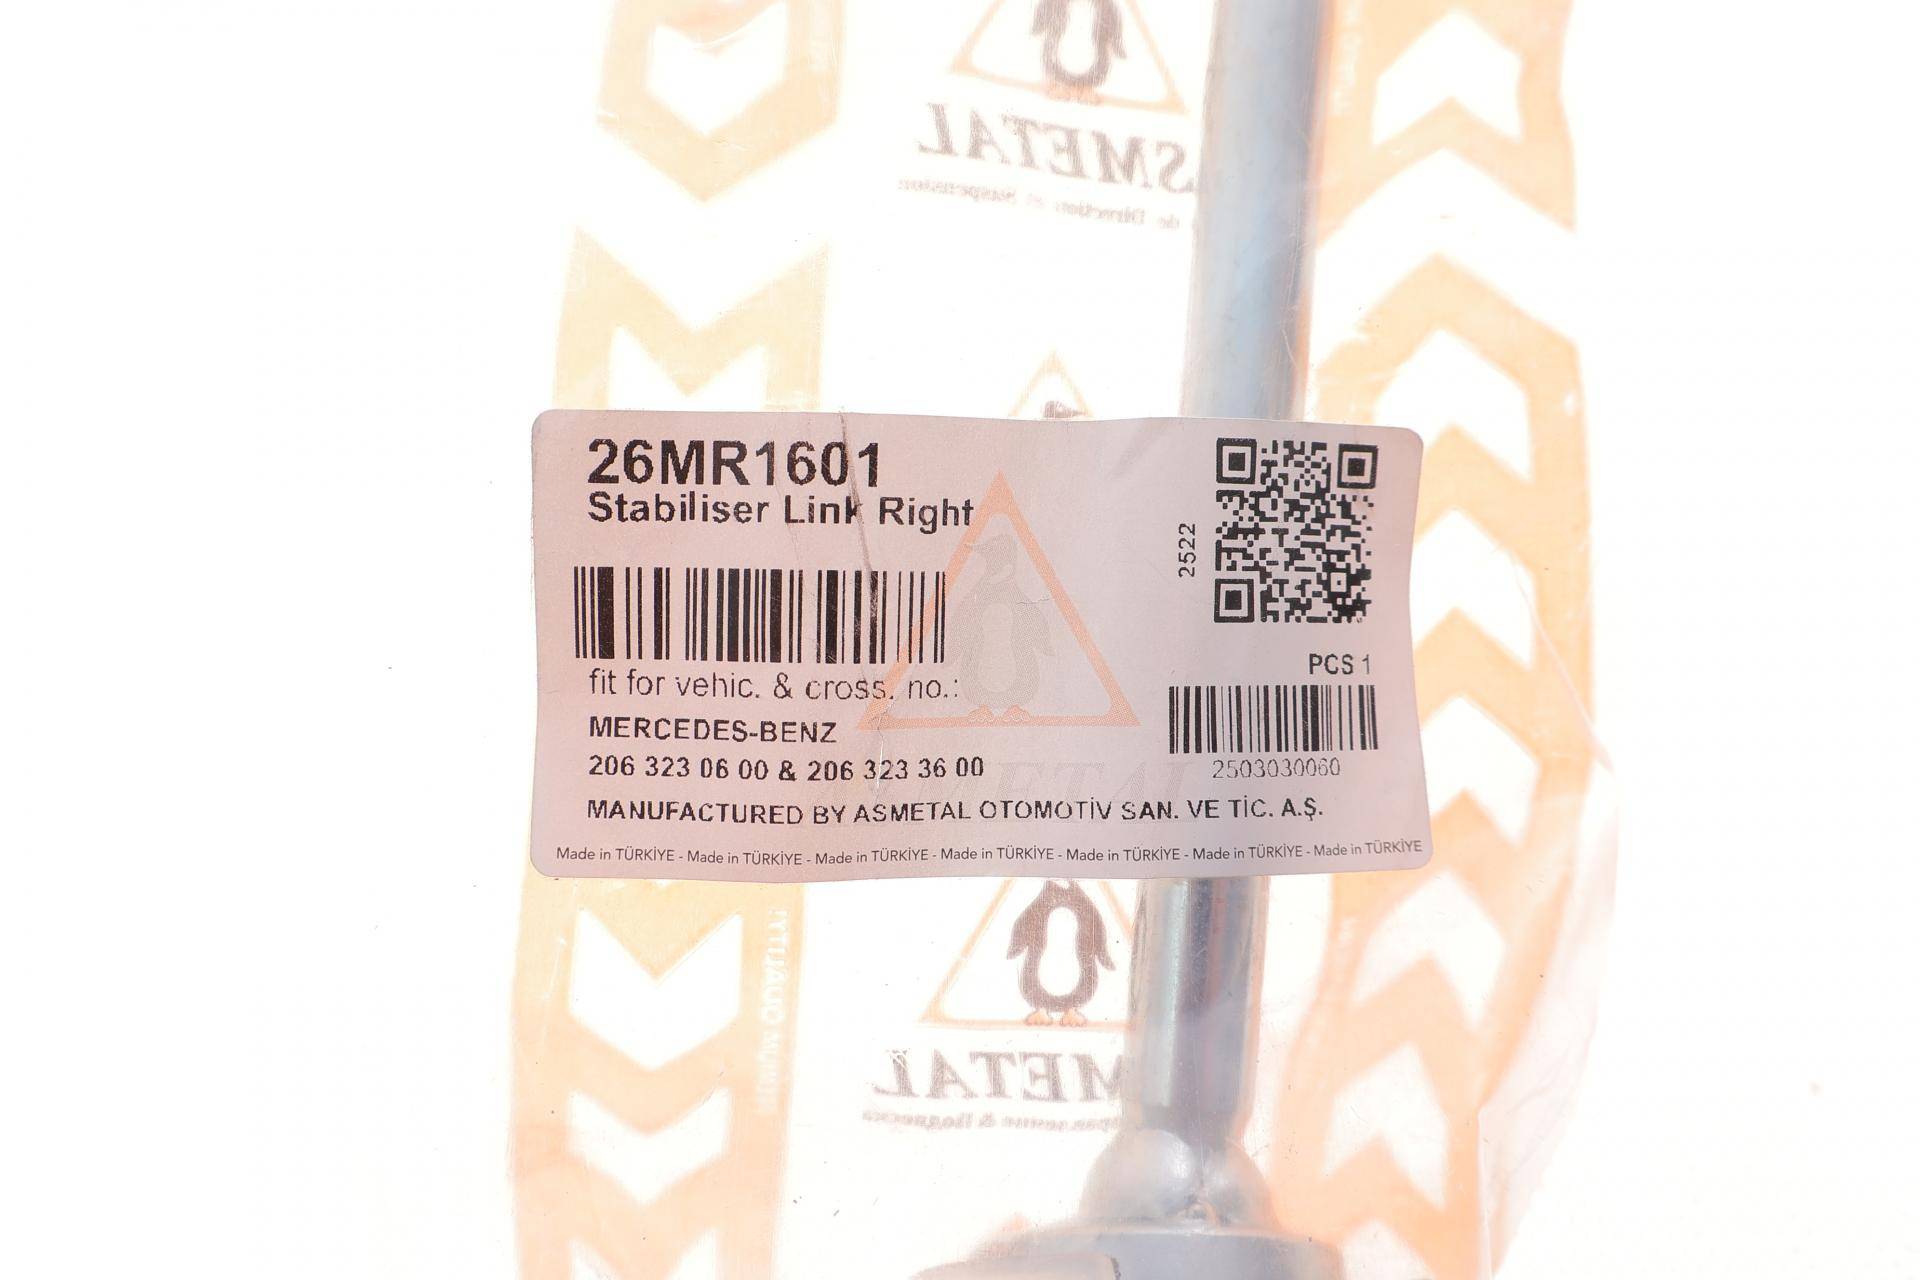 26MR1601
Stabiliser Link Right
2522
fit for vehic. & cross. no.:
PCS 1
MERCEDES-BENZ
206 323 06 00 & 206 323 36 00
2503030060
MANUFACTURED BY ASMETAL OTOMOTİV SAN. VE TİC. A.Ş.
Made in TÜRKİYE - Made in TÜRKİYE - Made in TÜRKİYE - Made in TÜRKİYE - Made in TÜRKİYE - Made in TÜRKİYE - Made in TÜRKİYE